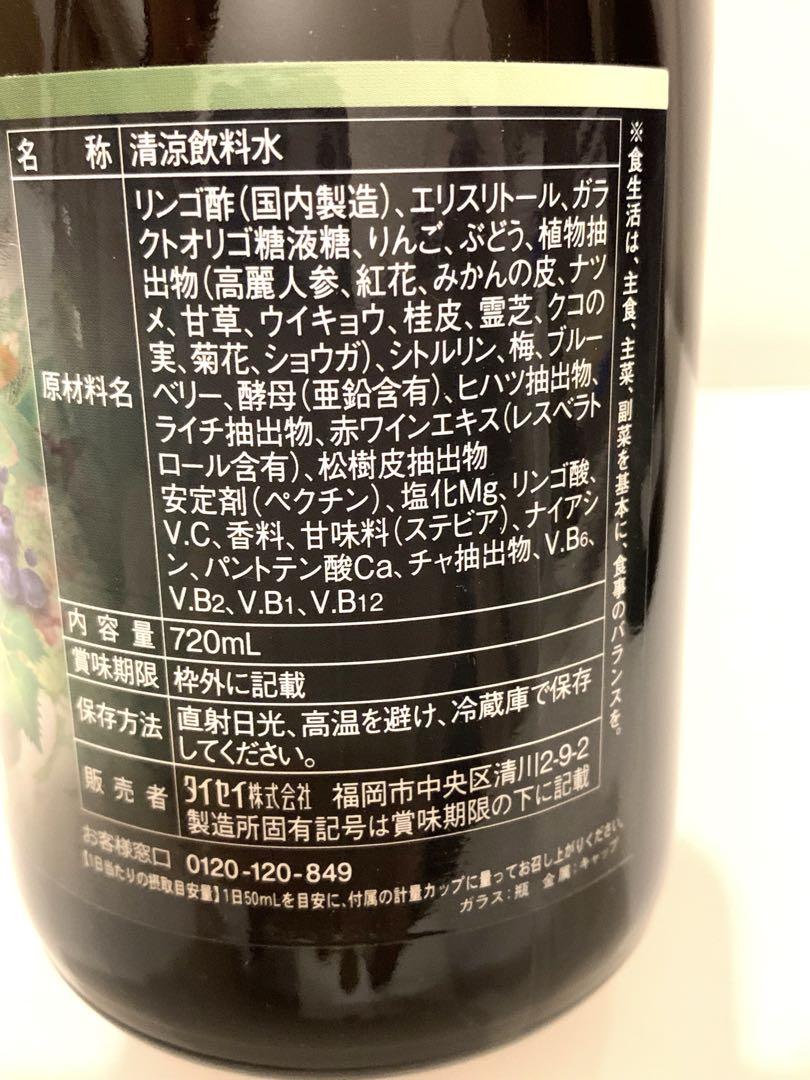 名称 清涼飲料水
原材料名
リンゴ酢(国内製造)、エリスリトール、ガラ
クトオリゴ糖液糖、りんご、ぶどう、植物抽
出物(高麗人参、紅花、みかんの皮、ナツ
メ、甘草、ウイキョウ、桂皮、霊芝、クコの
実、菊花、ショウガ)、シトルリン、梅、ブルー
ベリー、酵母(亜鉛含有)、ヒハツ抽出物、
ライチ抽出物、赤ワインエキス(レスベラト
ロール含有)、松樹皮抽出物
安定剤(ペクチン)、塩化Mg、リンゴ酸、
V.C、香料、甘味料(ステビア)、ナイアシ
ン、パントテン酸Ca、チャ抽出物、V.B6、
V.B2、V.B1、V.B12
内容量 720mL
賞味期限 枠外に記載
保存方法 直射日光、高温を避け、冷蔵庫で保存
してください。
販売者 タイセイ株式会社 福岡市中央区清川2-9-2
製造所固有記号は賞味期限の下に記載
お客様窓口 0120-120-849
【1日当たりの摂取目安量】1日50mLを目安に、付属の計量カップに量ってお召し上がりください。
ガラス:瓶 金属:キャップ
※食生活は、主食、主菜、副菜を基本に、食事のバランスを。